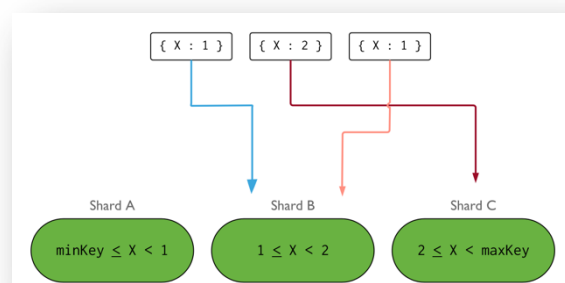 { X : 1 } { X : 2 } { X : 1 }
Shard A Shard B Shard C
minKey ≤ X < 1 1 ≤ X < 2 2 ≤ X < maxKey